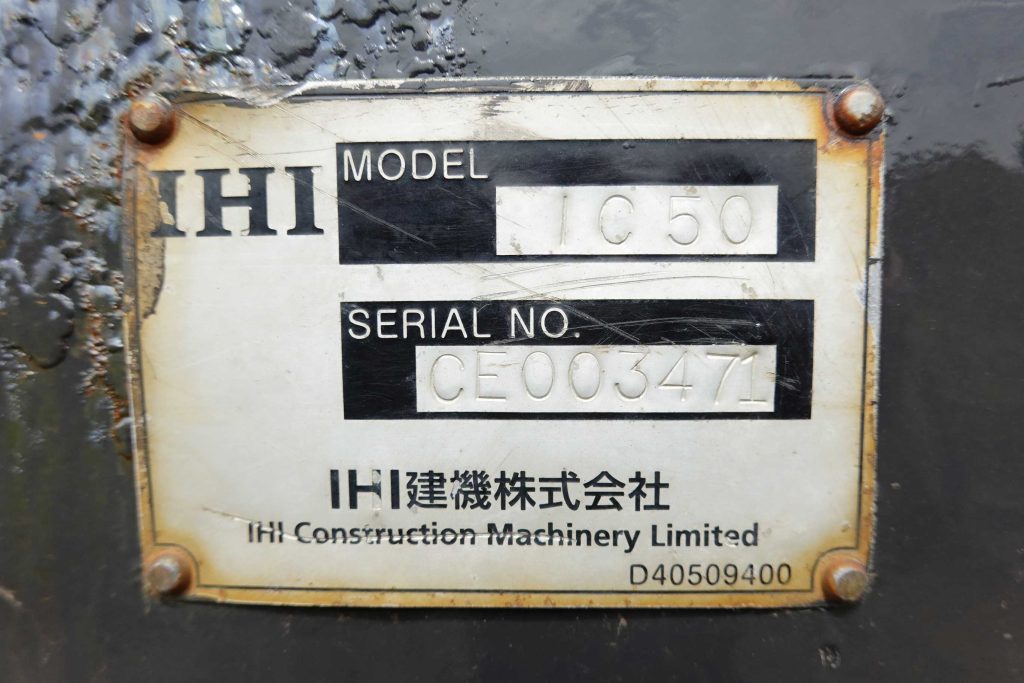 IHI
MODEL
IC50
SERIAL NO.
CE003471
IHI建機株式会社
IHI Construction Machinery Limited
D40509400